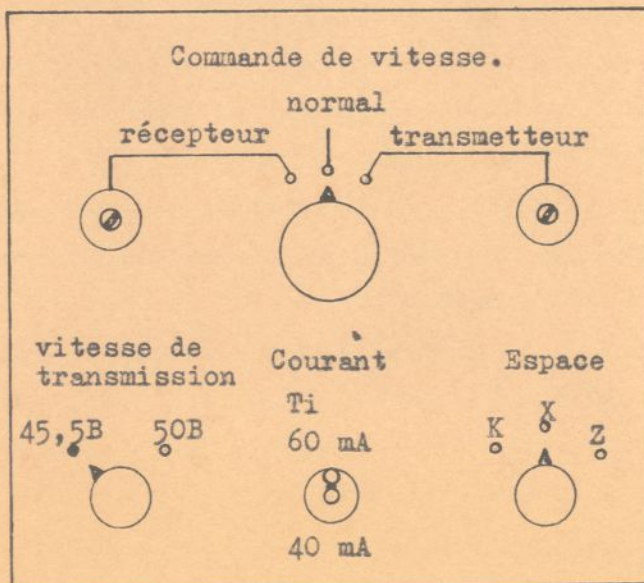 Commande de vitesse.
normal
récepteur
transmetteur
vitesse de
transmission
45,5B
50B
Courant
Ti
60 mA
40 mA
Espace
K
X
Z